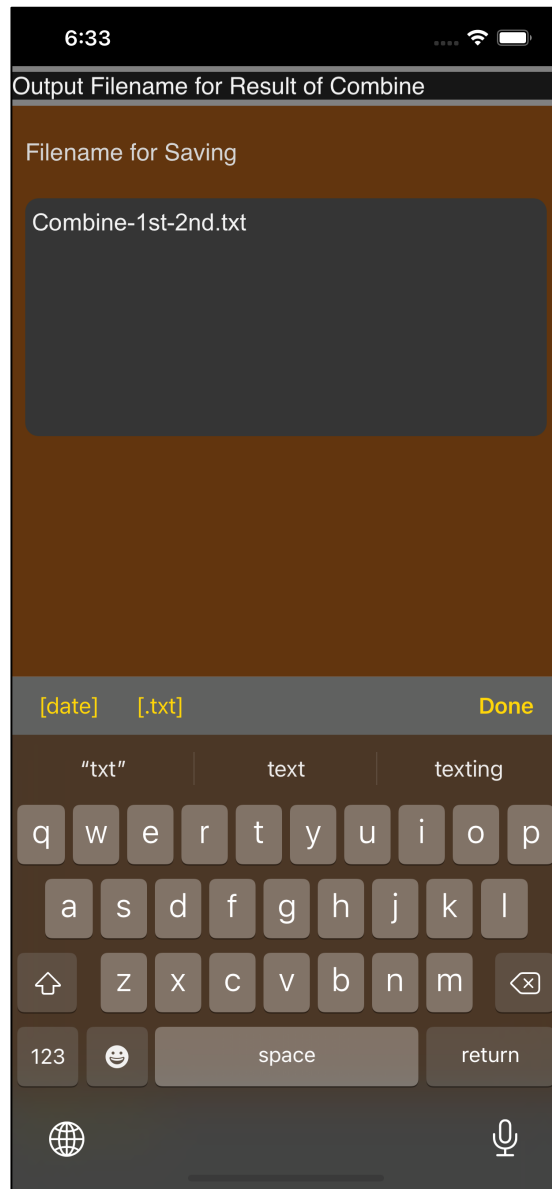 6:33
Output Filename for Result of Combine
Filename for Saving
Combine-1st-2nd.txt
[date] [.txt] Done
“txt” text texting
q w e r t y u i o p
a s d f g h j k l
z x c v b n m
123 space return